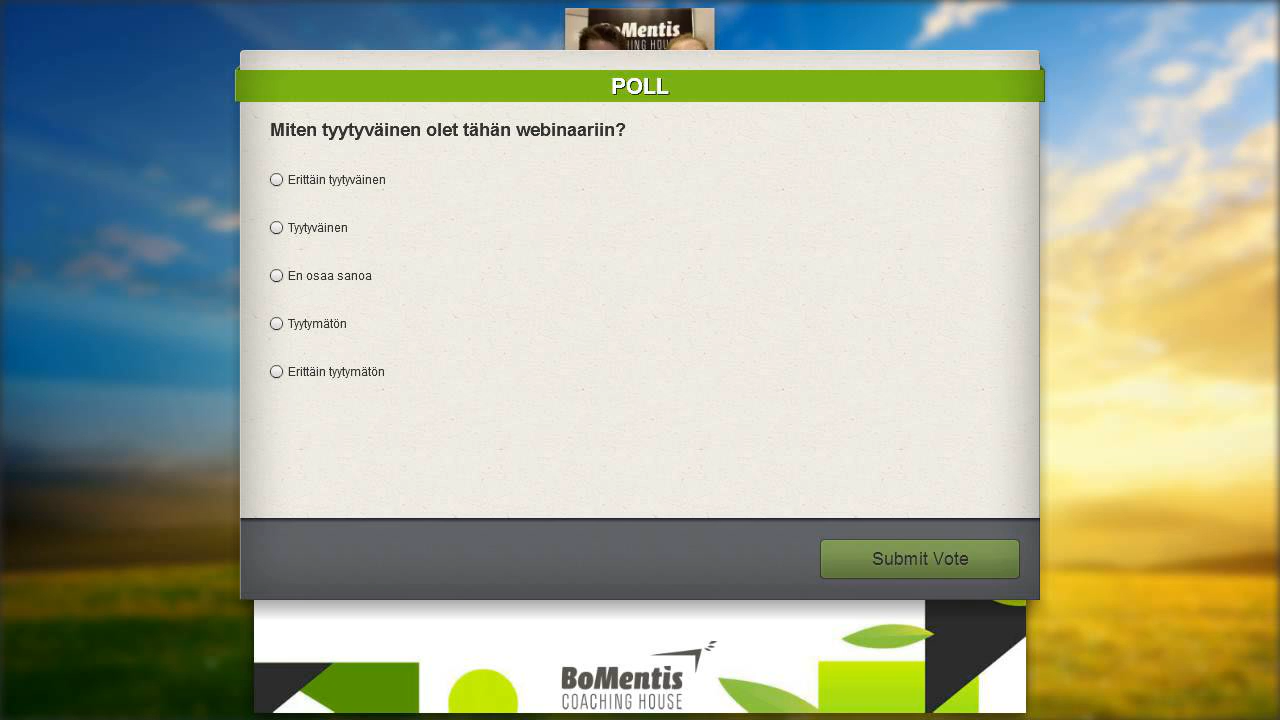 Mentis
POLL
Miten tyytyväinen olet tähän webinaariin?
Erittäin tyytyväinen
Tyytyväinen
En osaa sanoa
Tyytymätön
Erittäin tyytymätön
Submit Vote
BoMentis
COACHING HOUSE